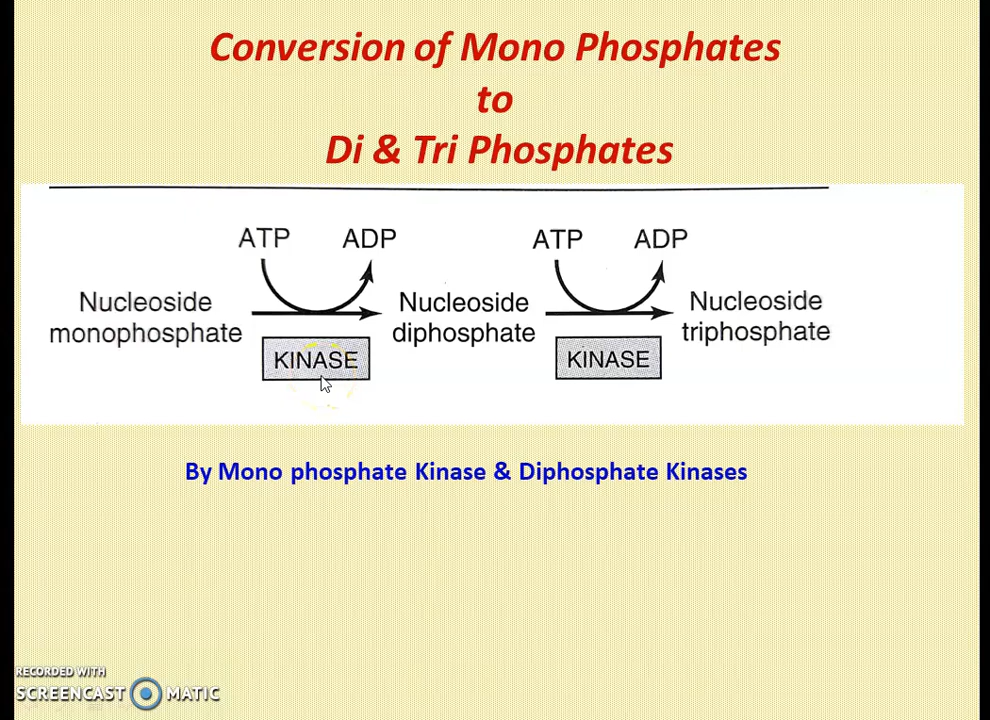 Conversion of Mono Phosphates
to
Di & Tri Phosphates
ATP ADP ATP ADP
Nucleoside monophosphate
Nucleoside diphosphate
Nucleoside triphosphate
KINASE KINASE
By Mono phosphate Kinase & Diphosphate Kinases
RECORDED WITH
SCREENCAST MATIC